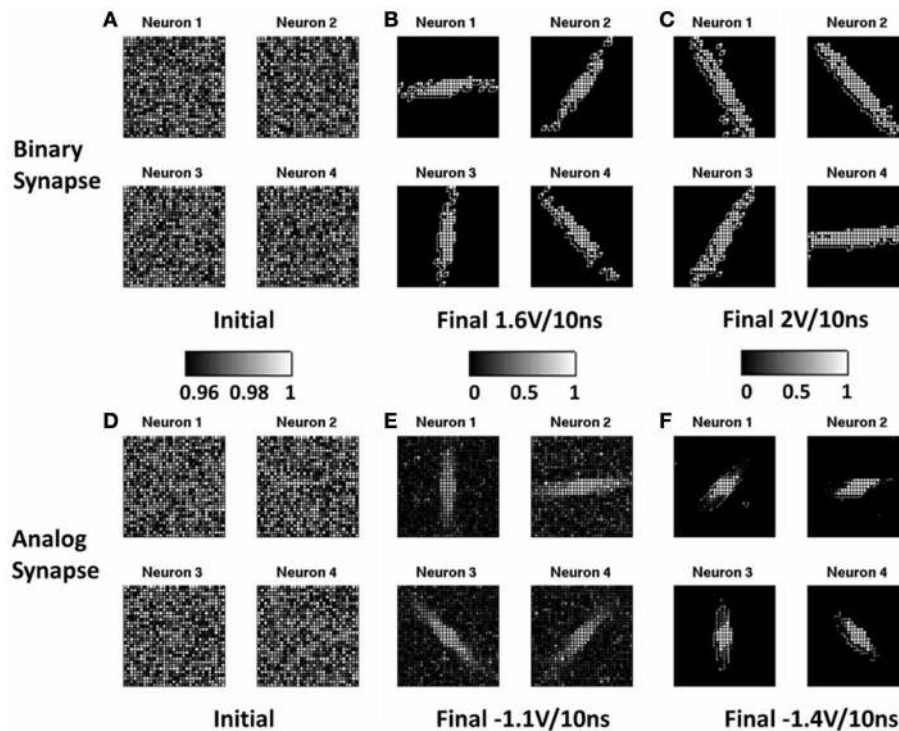 A
Neuron 1
Neuron 2
B
Neuron 1
Neuron 2
C
Neuron 1
Neuron 2
Binary
Synapse
Neuron 3
Neuron 4
Neuron 3
Neuron 4
Neuron 3
Neuron 4
Initial
Final 1.6V/10ns
Final 2V/10ns
0.96 0.98 1
0 0.5 1
0 0.5 1
D
Neuron 1
Neuron 2
E
Neuron 1
Neuron 2
F
Neuron 1
Neuron 2
Analog
Synapse
Neuron 3
Neuron 4
Neuron 3
Neuron 4
Neuron 3
Neuron 4
Initial
Final -1.1V/10ns
Final -1.4V/10ns